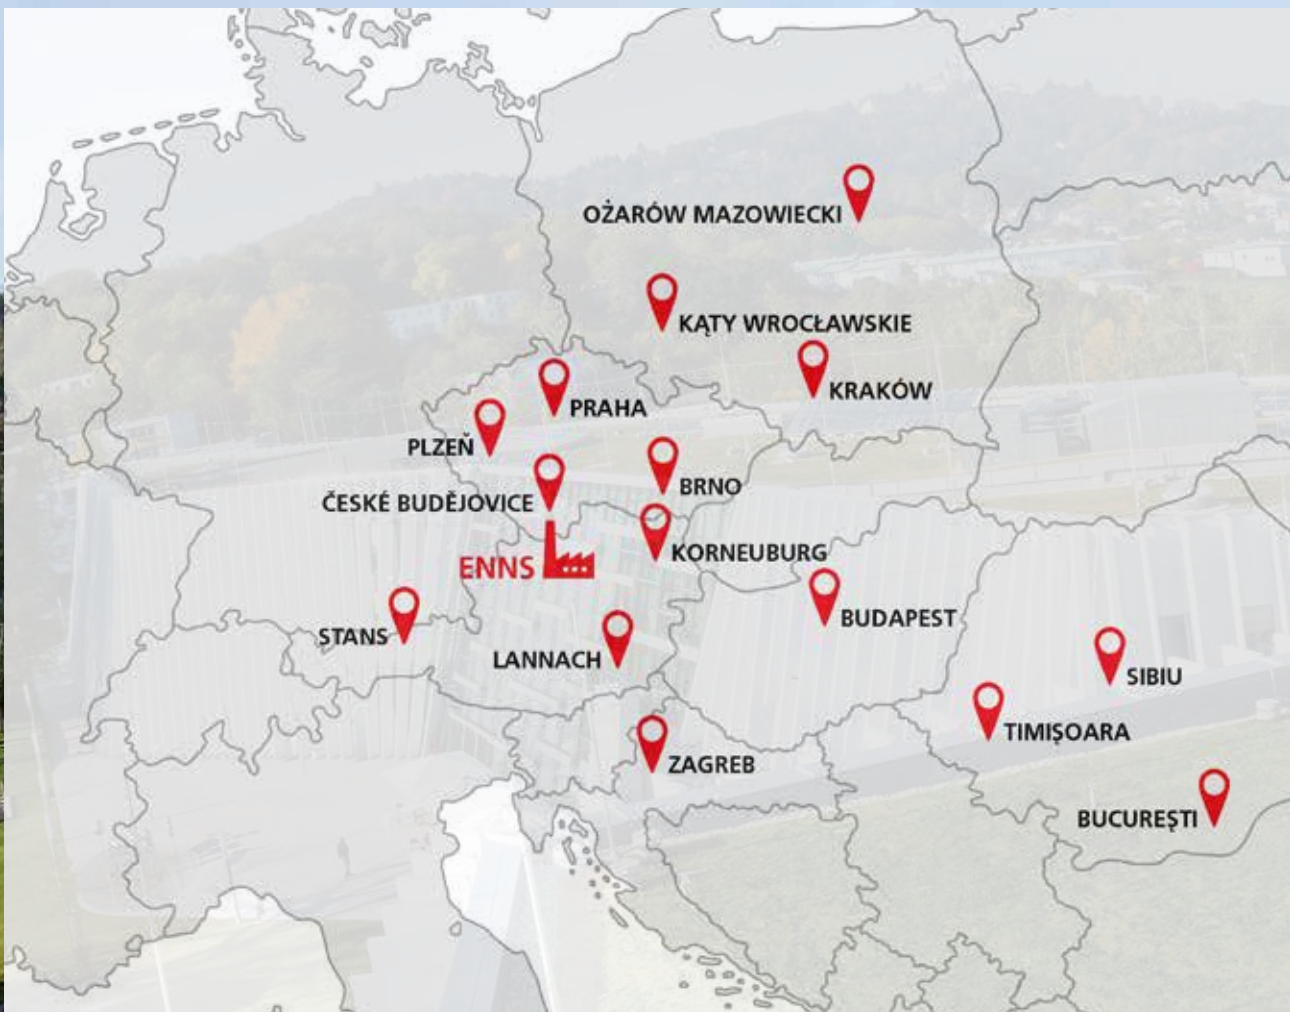 OŻARÓW MAZOWIECKI
KĄTY WROCŁAWSKIE
KRAKÓW
PRAHA
PLZEŇ
BRNO
ČESKÉ BUDĚJOVICE
KORNEUBURG
ENNS
BUDAPEST
STANS
LANNACH
SIBIU
TIMIȘOARA
ZAGREB
BUCUREȘTI